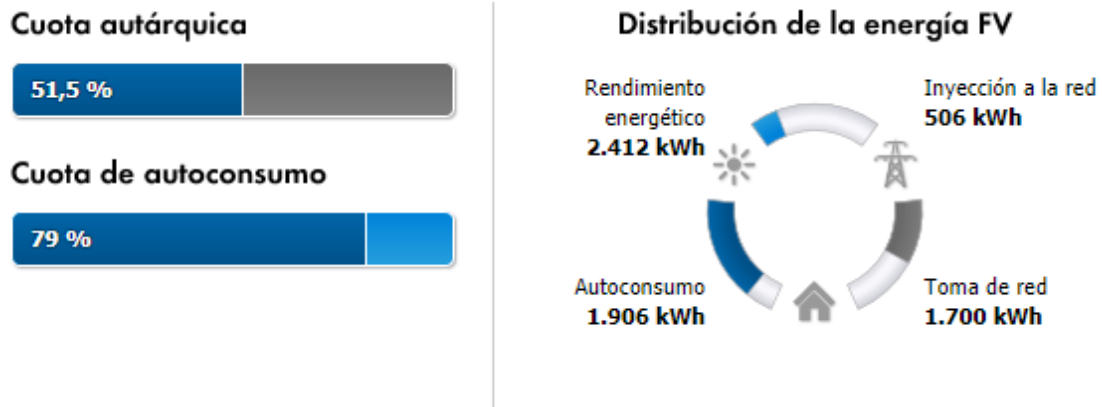 Cuota autárquica
51,5 %
Cuota de autoconsumo
79 %
Distribución de la energía FV
Rendimiento
energético
2.412 kWh
Inyección a la red
506 kWh
Autoconsumo
1.906 kWh
Toma de red
1.700 kWh